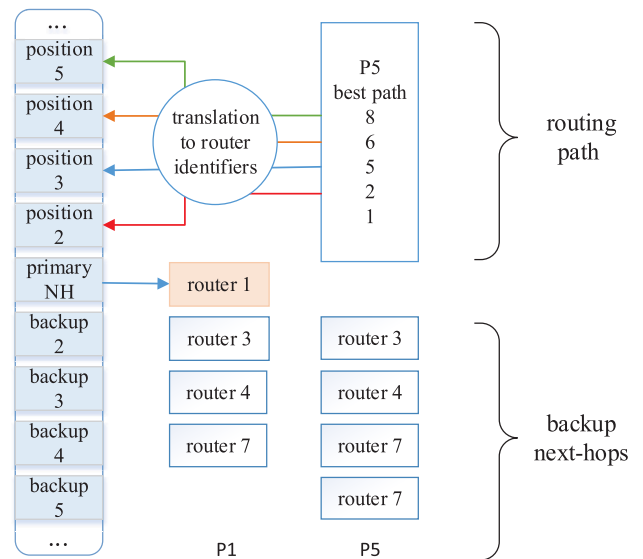 ...
position
5
position
4
position
3
position
2
primary
NH
backup
2
backup
3
backup
4
backup
5
...
translation
to router
identifiers
P5
best path
8
6
5
2
1
routing
path
router 1
router 3
router 4
router 7
P1
router 3
router 4
router 7
router 7
P5
backup
next-hops